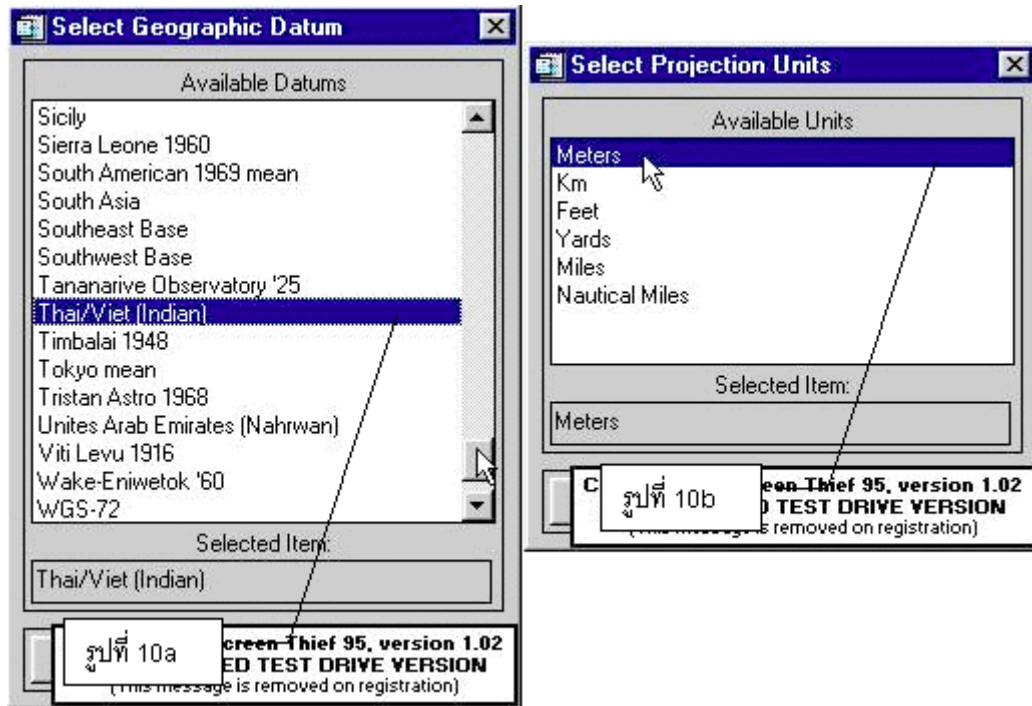 Select Geographic Datum
Available Datums
Sicily
Sierra Leone 1960
South American 1969 mean
South Asia
Southeast Base
Southwest Base
Tananarive Observatory '25
Thai/Viet (Indian)
Timbalai 1948
Tokyo mean
Tristan Astro 1968
Unites Arab Emirates (Nahrwan)
Viti Levu 1916
Wake-Eniwetok '60
WGS-72
Selected Item:
Thai/Viet (Indian)
รูปที่ 10a
creen Thief 95, version 1.02
ED TEST DRIVE VERSION
(This message is removed on registration)
Select Projection Units
Available Units
Meters
Km
Feet
Yards
Miles
Nautical Miles
Selected Item:
Meters
รูปที่ 10b
C een Thief 95, version 1.02
D TEST DRIVE VERSION
message is removed on registration)